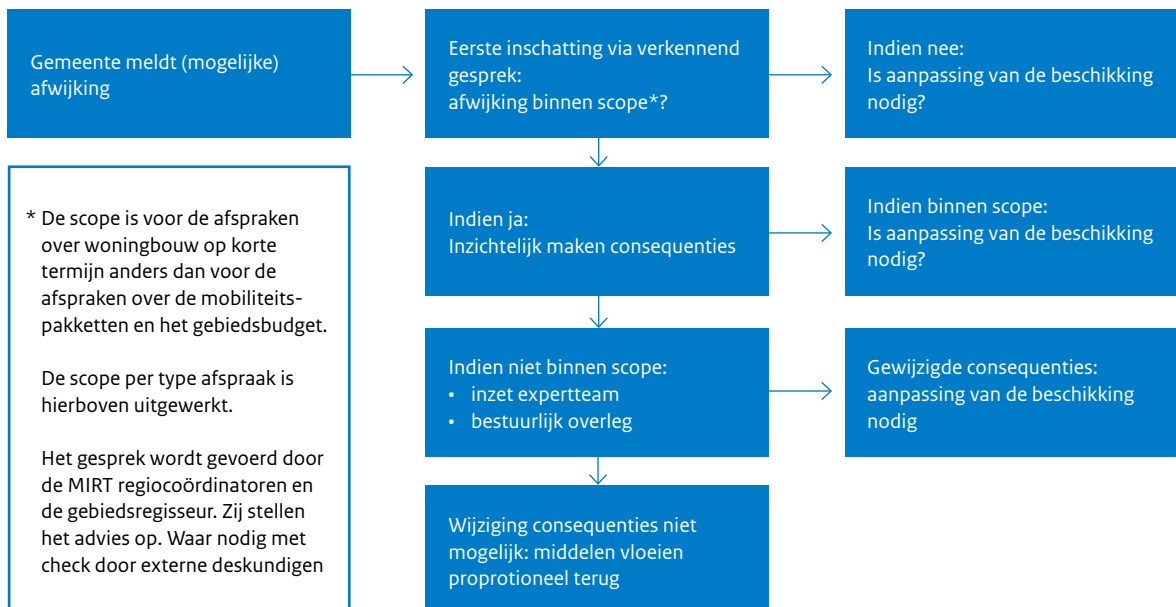 Gemeente meldt (mogelijke)
afwijking
Eerste inschatting via verkennend
gesprek:
afwijking binnen scope*?
Indien nee:
Is aanpassing van de beschikking
nodig?
Indien ja:
Inzichtelijk maken consequenties
Indien binnen scope:
Is aanpassing van de beschikking
nodig?
Indien niet binnen scope:
• inzet expertteam
• bestuurlijk overleg
Gewijzigde consequenties:
aanpassing van de beschikking
nodig
Wijziging consequenties niet
mogelijk: middelen vloeien
proprotioneel terug
* De scope is voor de afspraken
over woningbouw op korte
termijn anders dan voor de
afspraken over de mobiliteits-
pakketten en het gebiedsbudget.
De scope per type afspraak is
hierboven uitgewerkt.
Het gesprek wordt gevoerd door
de MIRT regiocoördinatoren en
de gebiedsregisseur. Zij stellen
het advies op. Waar nodig met
check door externe deskundigen